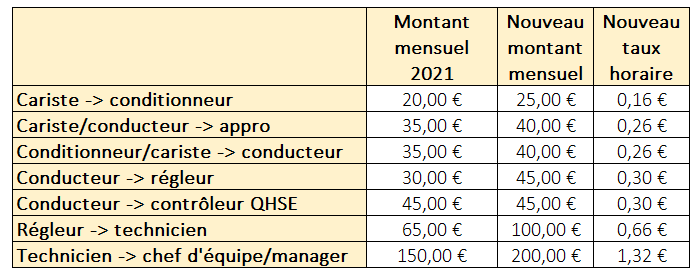 Montant mensuel 2021 Nouveau montant mensuel Nouveau taux horaire
Cariste -> conditionneur 20,00 € 25,00 € 0,16 €
Cariste/conducteur -> appro 35,00 € 40,00 € 0,26 €
Conditionneur/cariste -> conducteur 35,00 € 40,00 € 0,26 €
Conducteur -> régleur 30,00 € 45,00 € 0,30 €
Conducteur -> contrôleur QHSE 45,00 € 45,00 € 0,30 €
Régleur -> technicien 65,00 € 100,00 € 0,66 €
Technicien -> chef d'équipe/manager 150,00 € 200,00 € 1,32 €